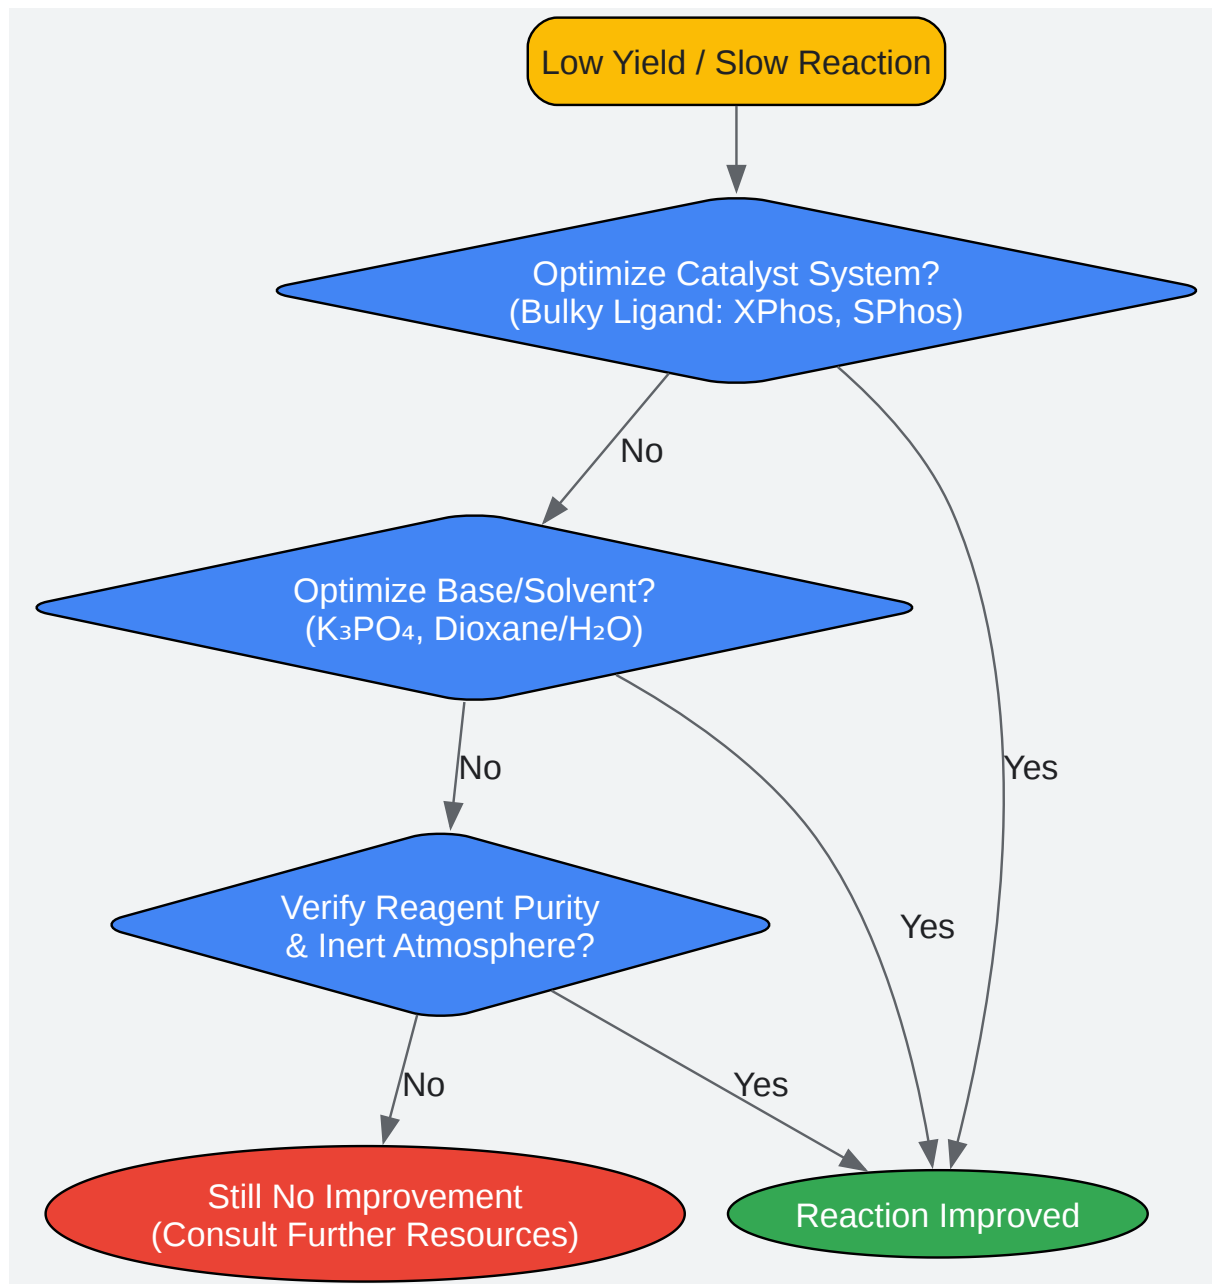 Low Yield / Slow Reaction
Optimize Catalyst System?
(Bulky Ligand: XPhos, SPhos)
No
Optimize Base/Solvent?
(K₃PO₄, Dioxane/H₂O)
No
Yes
Verify Reagent Purity
& Inert Atmosphere?
Yes
No
Yes
Still No Improvement
(Consult Further Resources)
Reaction Improved